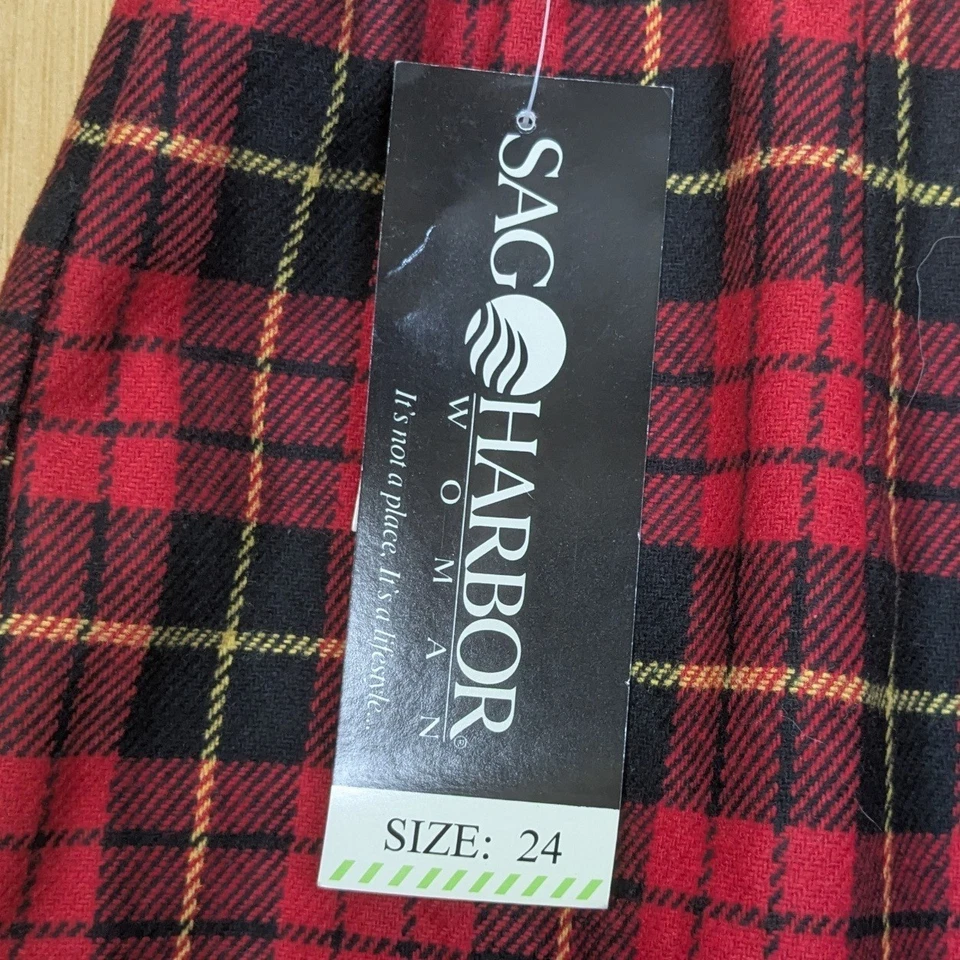 SAG HARBOR®
WOMAN
It's not a place, It's a lifestyle...
SIZE: 24